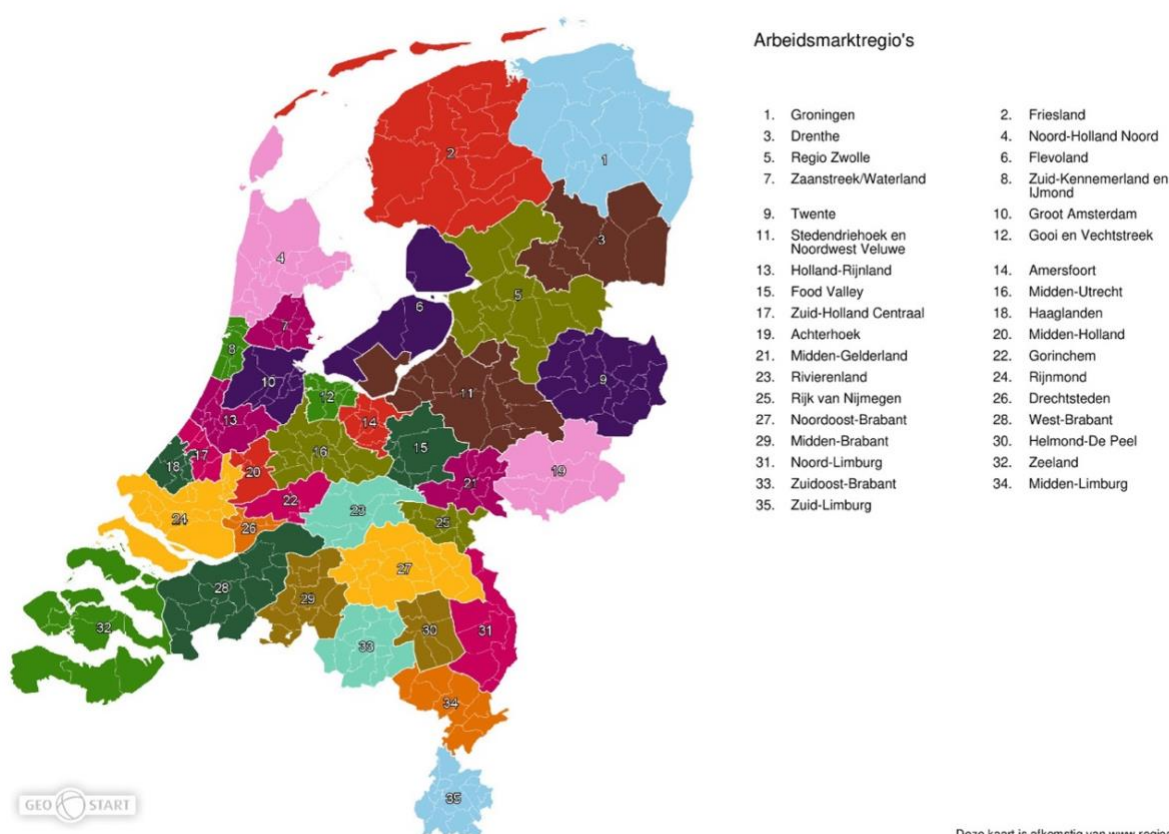 Arbeidsmarktregio's
1. Groningen
2. Friesland
3. Drenthe
4. Noord-Holland Noord
5. Regio Zwolle
6. Flevoland
7. Zaanstreek/Waterland
8. Zuid-Kennemerland en
IJmond
9. Twente
10. Groot Amsterdam
11. Stedendriehoek en
Noordwest Veluwe
12. Gooi en Vechtstreek
13. Holland-Rijnland
14. Amersfoort
15. Food Valley
16. Midden-Utrecht
17. Zuid-Holland Centraal
18. Haaglanden
19. Achterhoek
20. Midden-Holland
21. Midden-Gelderland
22. Gorinchem
23. Rivierenland
24. Rijnmond
25. Rijk van Nijmegen
26. Drechtsteden
27. Noordoost-Brabant
28. West-Brabant
29. Midden-Brabant
30. Helmond-De Peel
31. Noord-Limburg
32. Zeeland
33. Zuidoost-Brabant
34. Midden-Limburg
35. Zuid-Limburg
2
1
3
4
5
6
7
8
9
10
11
12
13
14
15
16
17
18
19
20
21
22
23
24
25
26
27
28
29
30
31
32
33
34
35
GEO START